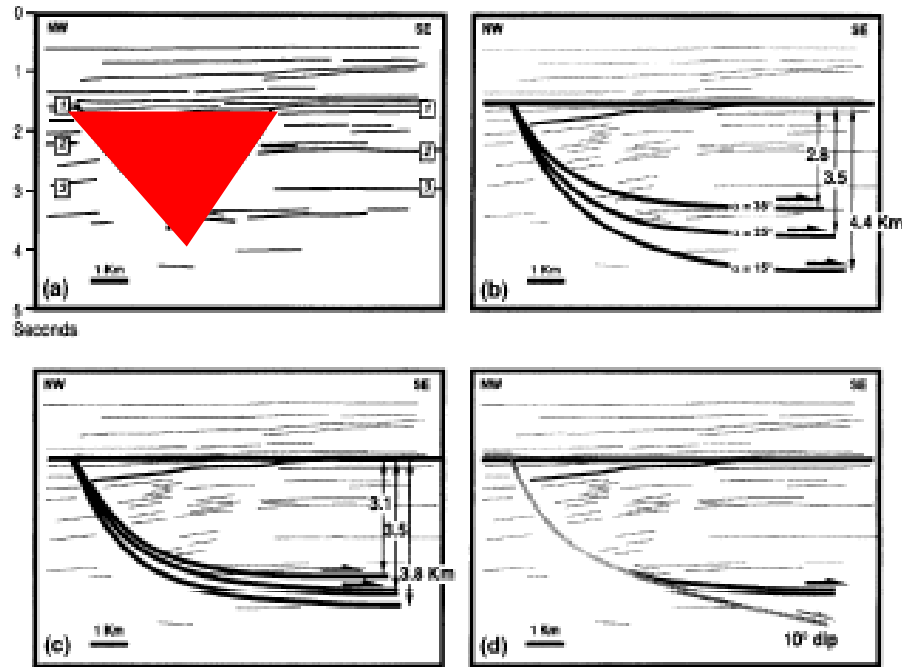 0
NW SE
1
1 1
2
2 2
3
3 3
4
1 Km
(a)
5
Seconds
NW SE
2.8
3.5
4.4 Km
α = 25°
α = 15°
1 Km
(b)
NW SE
3.1
3.5
3.8 Km
1 Km
(c)
NW SE
1 Km
(d)
10° dip